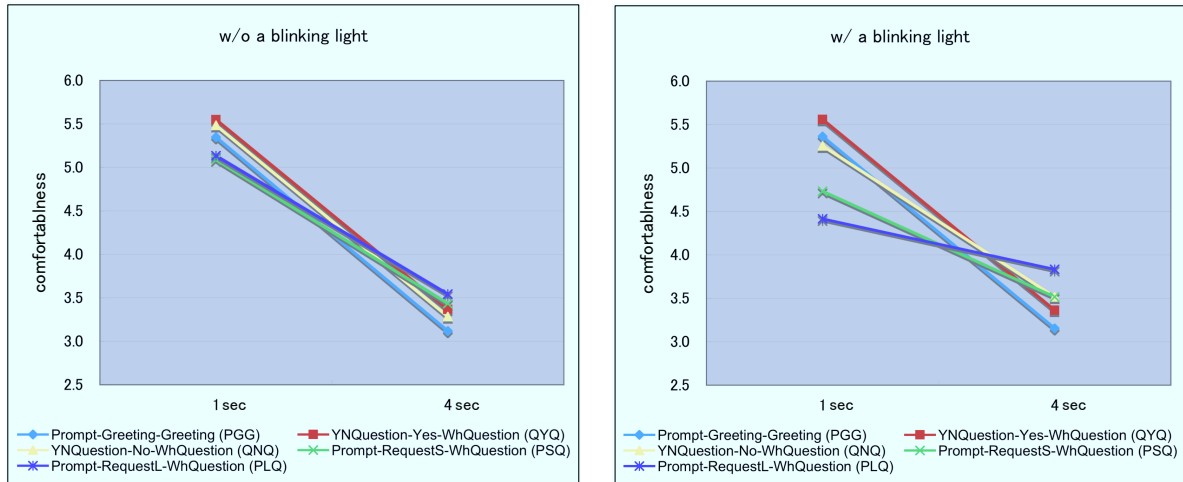 w/o a blinking light
6.0
5.5
5.0
4.5
4.0
3.5
3.0
2.5
comfortablness
1 sec 4 sec
Prompt-Greeting-Greeting (PGG) YNQuestion-Yes-WhQuestion (QYQ)
YNQuestion-No-WhQuestion (QNQ) Prompt-RequestS-WhQuestion (PSQ)
Prompt-RequestL-WhQuestion (PLQ)
w/ a blinking light
6.0
5.5
5.0
4.5
4.0
3.5
3.0
2.5
comfortablness
1 sec 4 sec
Prompt-Greeting-Greeting (PGG) YNQuestion-Yes-WhQuestion (QYQ)
YNQuestion-No-WhQuestion (QNQ) Prompt-RequestS-WhQuestion (PSQ)
Prompt-RequestL-WhQuestion (PLQ)